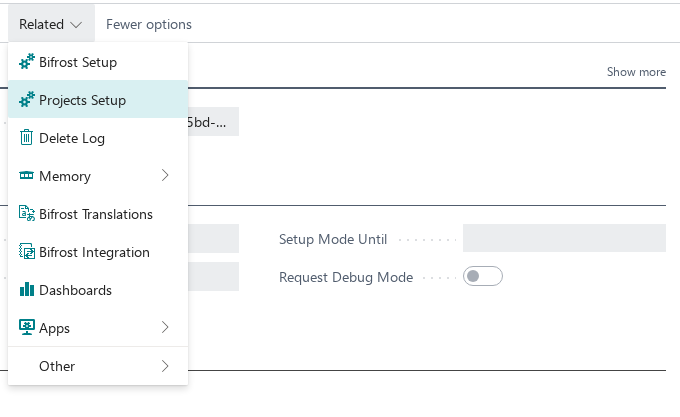 Related
Fewer options
Bifrost Setup
Show more
Projects Setup
5bd-...
Delete Log
Memory
Bifrost Translations
Setup Mode Until
Bifrost Integration
Request Debug Mode
Dashboards
Apps
Other